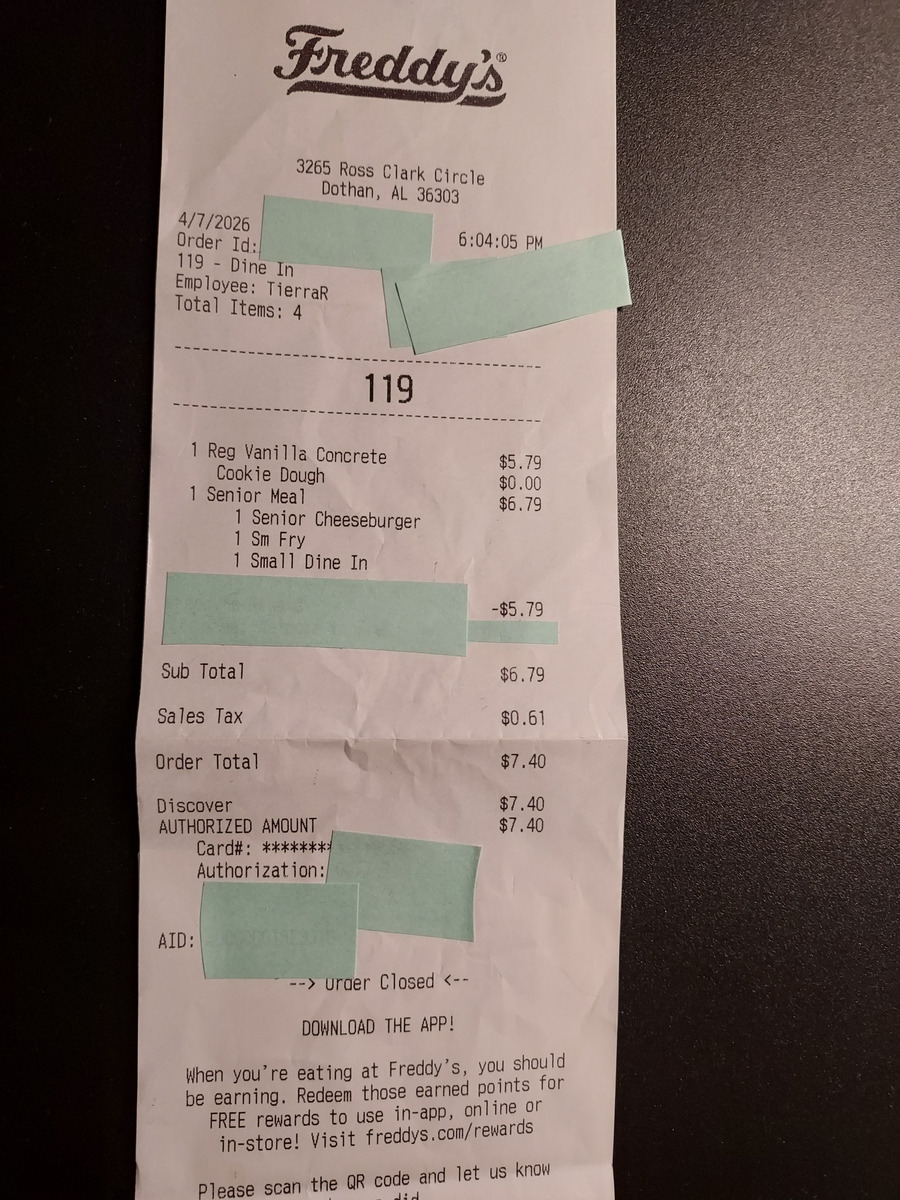 Freddy's®
3265 Ross Clark Circle
Dothan, AL 36303
4/7/2026 6:04:05 PM
Order Id:
119 - Dine In
Employee: TierraR
Total Items: 4
119
1 Reg Vanilla Concrete $5.79
Cookie Dough $0.00
1 Senior Meal $6.79
1 Senior Cheeseburger
1 Sm Fry
1 Small Dine In
-$5.79
Sub Total $6.79
Sales Tax $0.61
Order Total $7.40
Discover $7.40
AUTHORIZED AMOUNT $7.40
Card#: ********
Authorization:
AID:
--> Order Closed <--
DOWNLOAD THE APP!
When you're eating at Freddy's, you should
be earning. Redeem those earned points for
FREE rewards to use in-app, online or
in-store! Visit freddys.com/rewards
Please scan the QR code and let us know
did